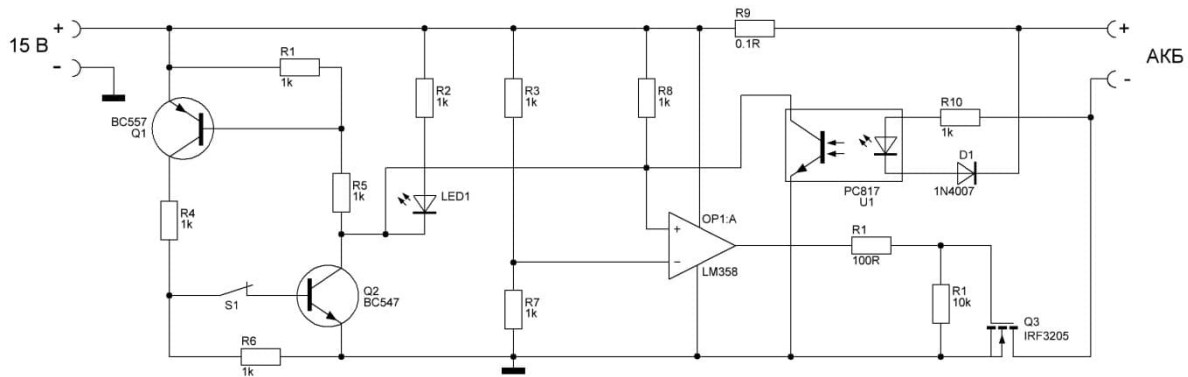 15 В
+
-
R1
1k
BC557
Q1
R4
1k
S1
R6
1k
R5
1k
Q2
BC547
R2
1k
LED1
R3
1k
R7
1k
R8
1k
OP1:A
+
−
LM358
R9
0.1R
PC817
U1
R10
1k
D1
1N4007
R1
100R
R1
10k
Q3
IRF3205
+
-
АКБ